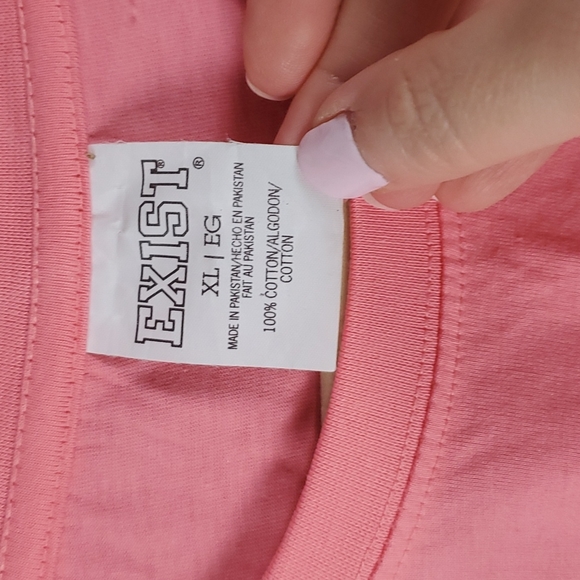 EXIST®
XL | EG
MADE IN PAKISTAN/HECHO EN PAKISTAN
FAIT AU PAKISTAN
100% COTTON/ALGODON/
COTTON